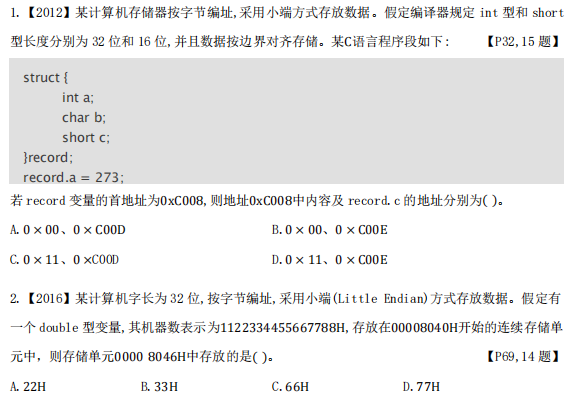 1.【2012】某计算机存储器按字节编址,采用小端方式存放数据。假定编译器规定 int 型和 short
型长度分别为 32 位和 16 位,并且数据按边界对齐存储。某C语言程序段如下: 【P32,15 题】
struct {
int a;
char b;
short c;
}record;
record.a = 273;
若 record 变量的首地址为0xC008,则地址0xC008中内容及 record.c 的地址分别为( )。
A. 0 × 00、0 × C00D B. 0 × 00、0 × C00E
C. 0 × 11、0 ×C00D D. 0 × 11、0 × C00E
2.【2016】某计算机字长为 32 位,按字节编址,采用小端(Little Endian)方式存放数据。假定有
一个 double 型变量,其机器数表示为1122334455667788H,存放在00008040H开始的连续存储单
元中，则存储单元0000 8046H中存放的是( )。 【P69,14 题】
A. 22H B. 33H C. 66H D. 77H